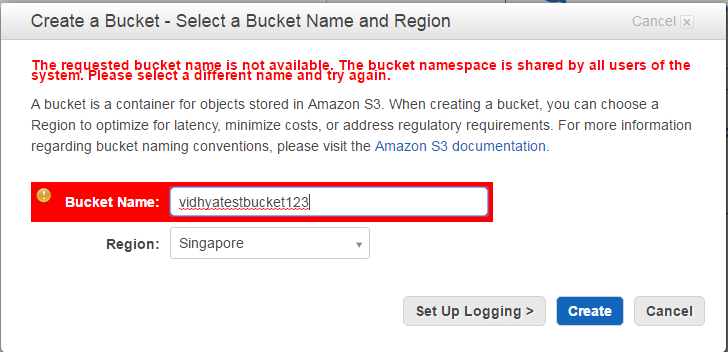 Create a Bucket - Select a Bucket Name and Region
Cancel
The requested bucket name is not available. The bucket namespace is shared by all users of the
system. Please select a different name and try again.
A bucket is a container for objects stored in Amazon S3. When creating a bucket, you can choose a
Region to optimize for latency, minimize costs, or address regulatory requirements. For more information
regarding bucket naming conventions, please visit the Amazon S3 documentation.
Bucket Name: vidhyatestbucket123
Region: Singapore
Set Up Logging > Create Cancel